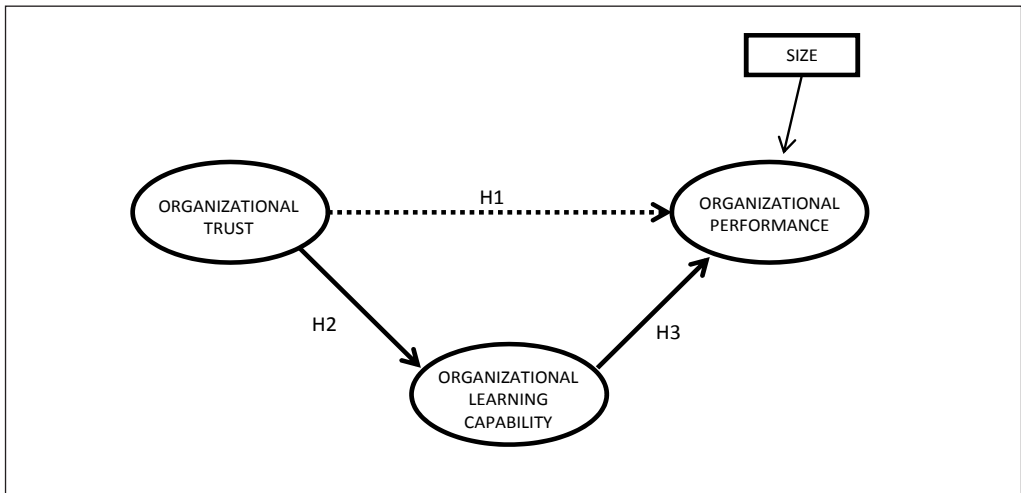 SIZE
H1
ORGANIZATIONAL
TRUST
ORGANIZATIONAL
PERFORMANCE
H2
H3
ORGANIZATIONAL
LEARNING
CAPABILITY